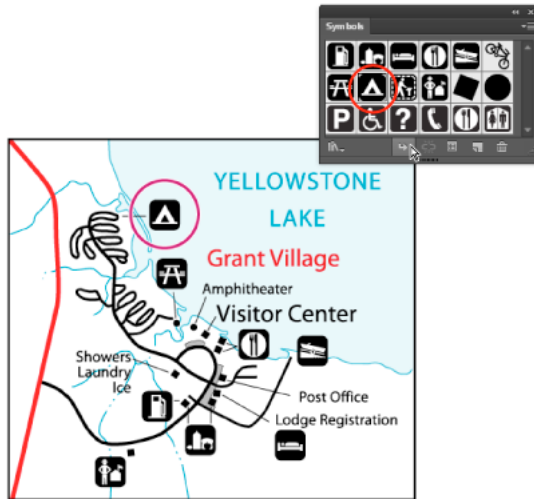 Symbols
P
?
YELLOWSTONE
LAKE
Grant Village
Amphitheater
Visitor Center
Showers
Laundry
Ice
Post Office
Lodge Registration